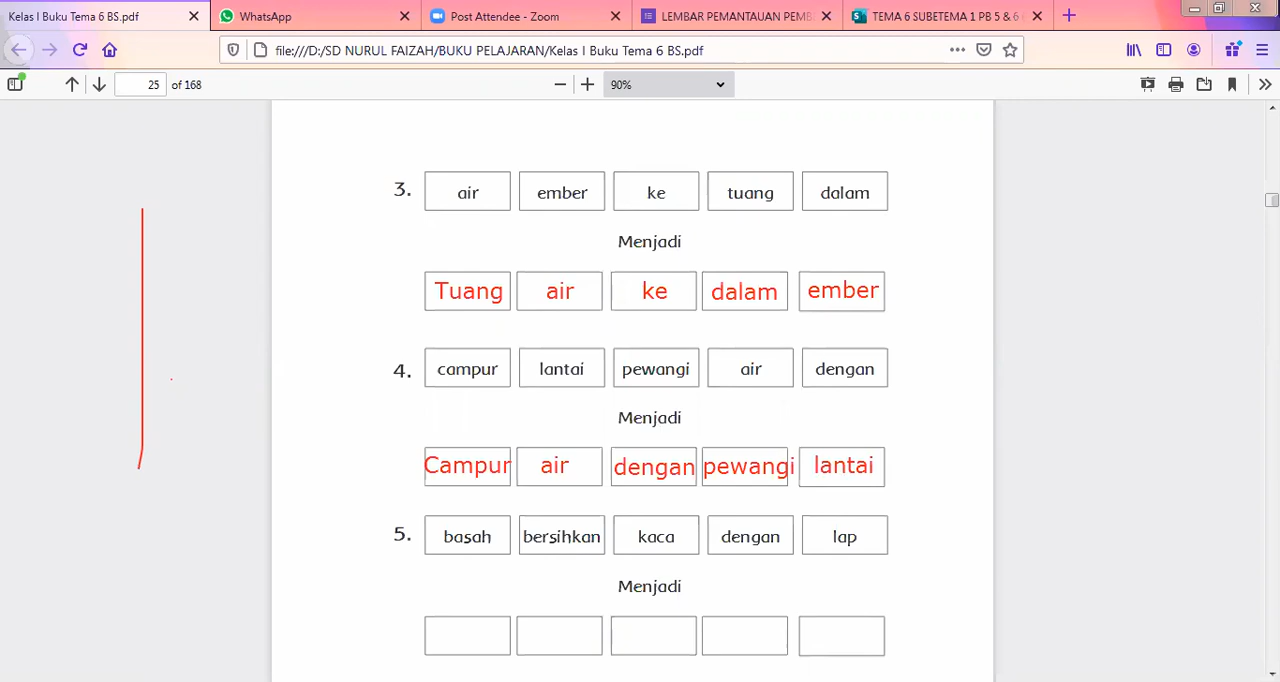 Kelas I Buku Tema 6 BS.pdf
WhatsApp
Post Attendee - Zoom
LEMBAR PEMANTAUAN PEMB
TEMA 6 SUBETEMA 1 PB 5 & 6
file:///D:/SD NURUL FAIZAH/BUKU PELAJARAN/Kelas I Buku Tema 6 BS.pdf
25 of 168
90%
3. air ember ke tuang dalam
Menjadi
Tuang air ke dalam ember
4. campur lantai pewangi air dengan
Menjadi
Campur air dengan pewangi lantai
5. basah bersihkan kaca dengan lap
Menjadi